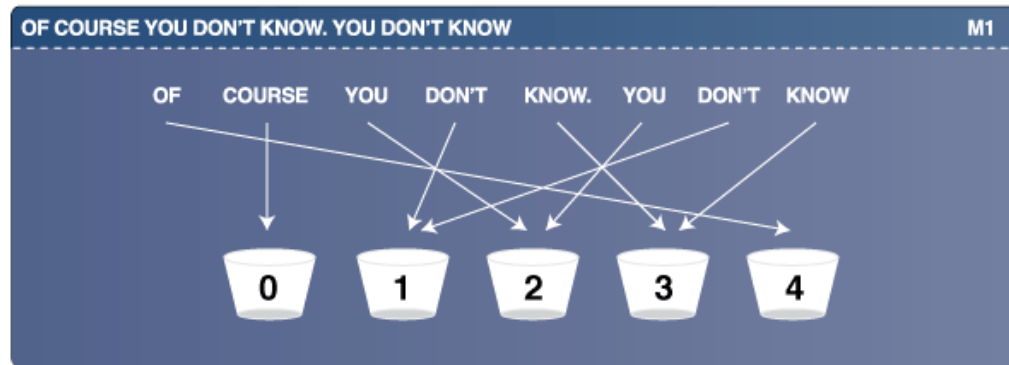 OF COURSE YOU DON'T KNOW. YOU DON'T KNOW M1
OF COURSE YOU DON'T KNOW. YOU DON'T KNOW
0 1 2 3 4